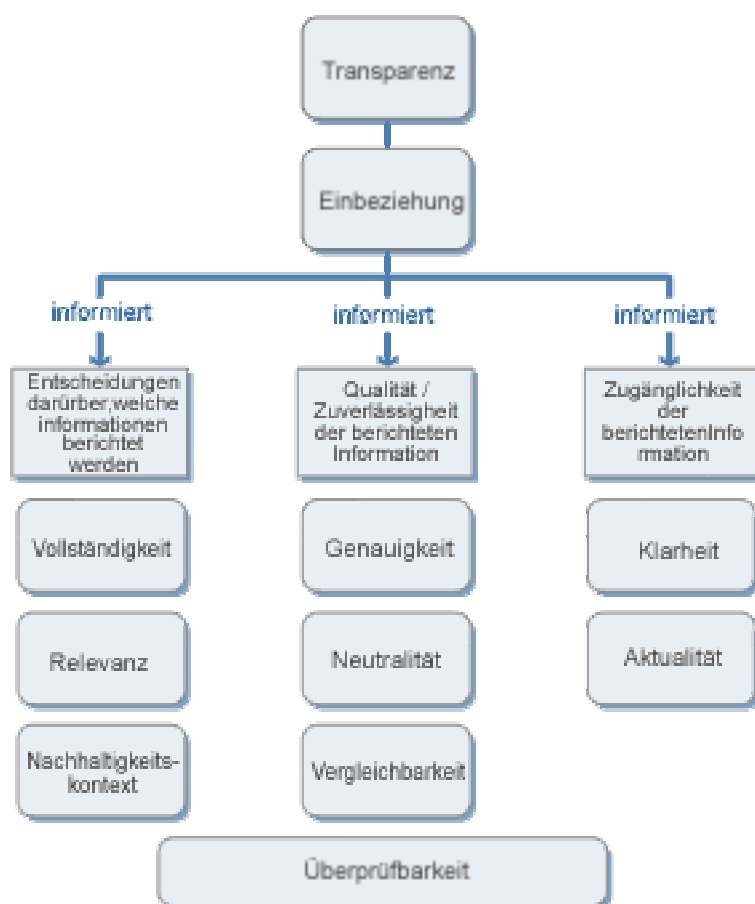 Transparenz
Einbeziehung
informiert
informiert
informiert
Entscheidungen
darürber,welche
informationen
berichtet
werden
Qualität /
Zuverlässigheit
der berichteten
Information
Zugänglichkeit
der
berichtetenInfo
rmation
Vollständigkeit
Genauigkeit
Klarheit
Relevanz
Neutralität
Aktualität
Nachhaltigkeits-
kontext
Vergleichbarkeit
Überprüfbarkeit